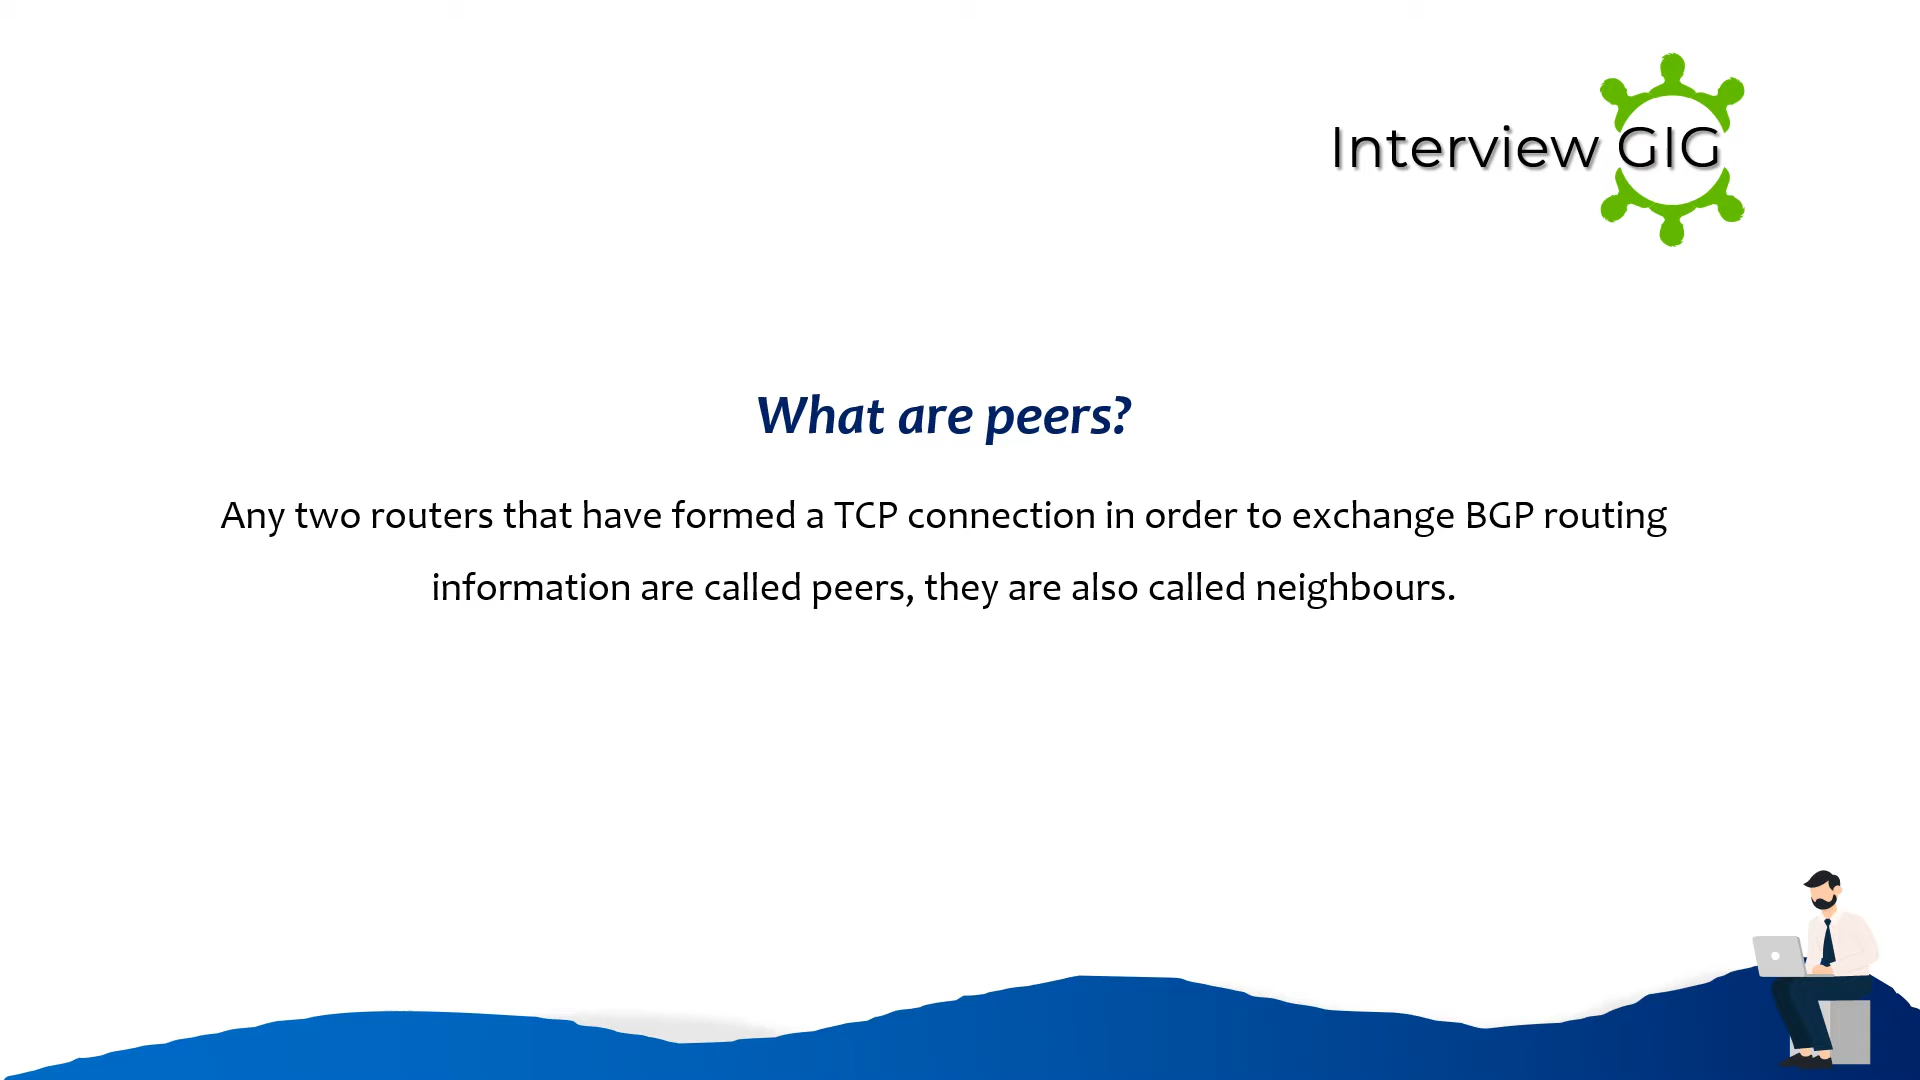 Interview GIG
What are peers?
Any two routers that have formed a TCP connection in order to exchange BGP routing
information are called peers, they are also called neighbours.